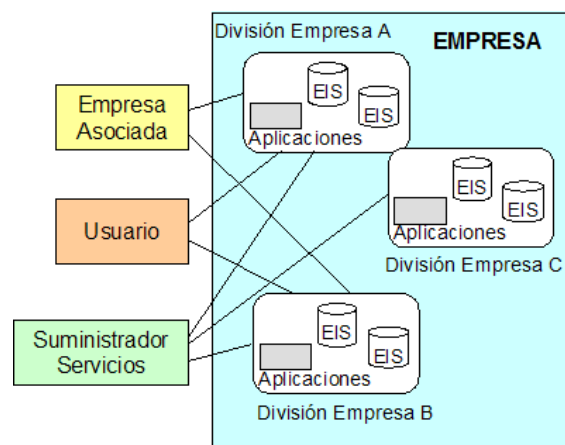 División Empresa A
EMPRESA
EIS
EIS
Aplicaciones
Empresa
Asociada
EIS
EIS
Aplicaciones
Usuario
División Empresa C
EIS
EIS
Aplicaciones
Suministrador
Servicios
División Empresa B